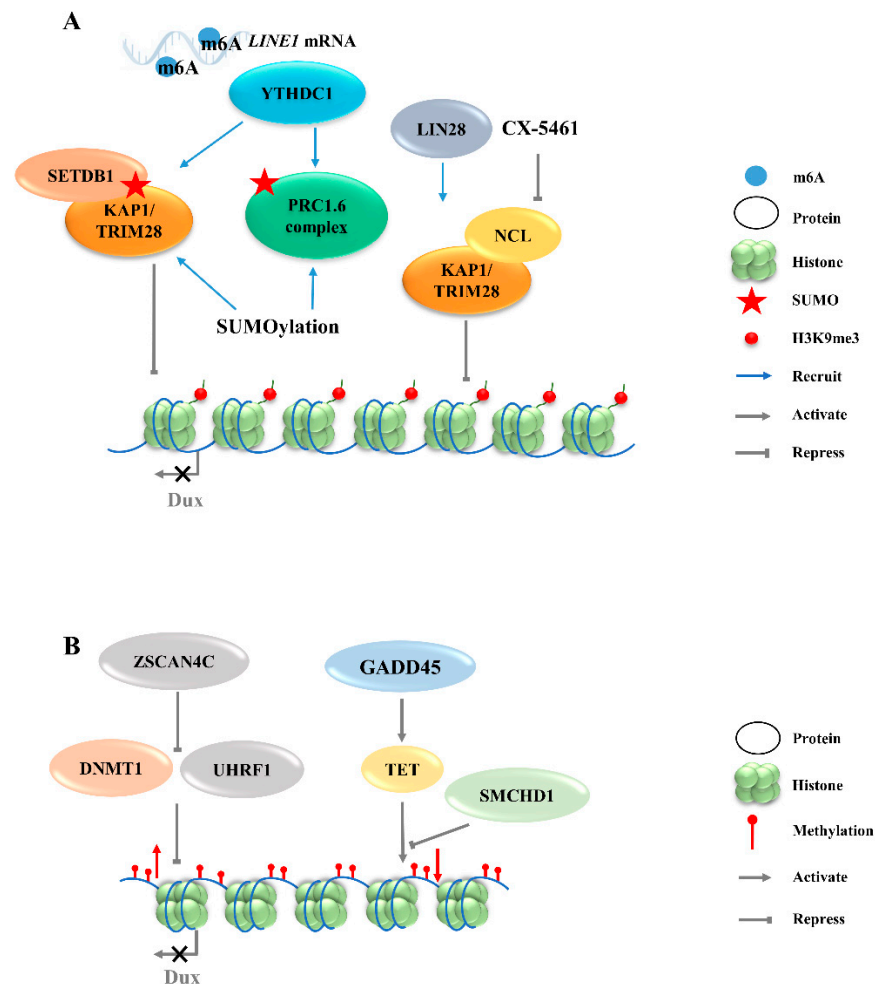 A
m6A LINE1 mRNA
m6A
YTHDC1
LIN28
CX-5461
SETDB1
KAP1/
TRIM28
PRC1.6
complex
NCL
KAP1/
TRIM28
SUMOylation
Dux
m6A
Protein
Histone
SUMO
H3K9me3
Recruit
Activate
Repress
B
ZSCAN4C
GADD45
DNMT1
UHRF1
TET
SMCHD1
Dux
Protein
Histone
Methylation
Activate
Repress